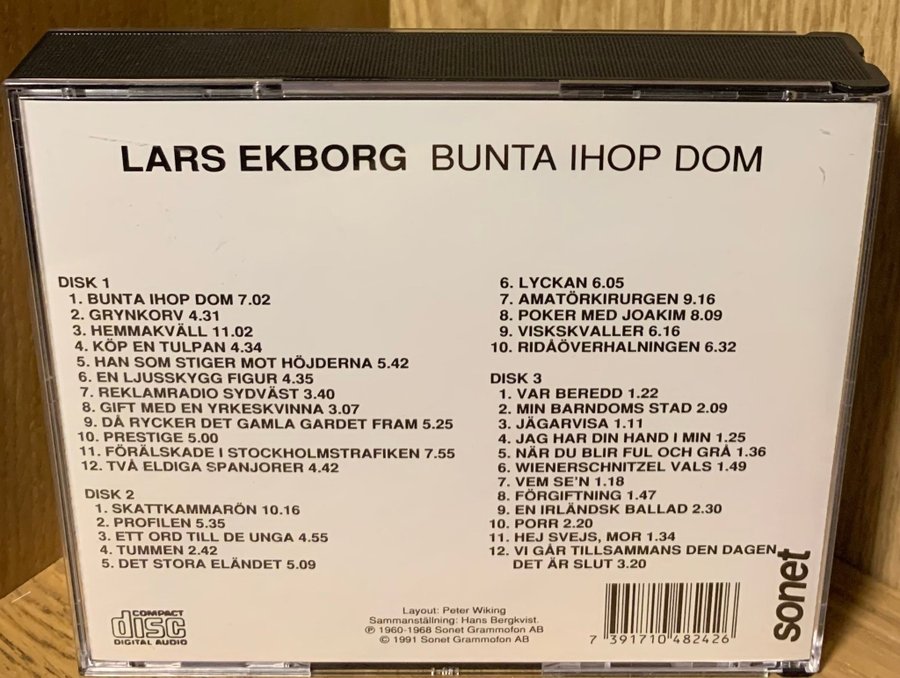 LARS EKBORG BUNTA IHOP DOM
DISK 1
1. BUNTA IHOP DOM 7.02
2. GRYNKORV 4.31
3. HEMMAKVÄLL 11.02
4. KÖP EN TULPAN 4.34
5. HAN SOM STIGER MOT HÖJDERNA 5.42
6. EN LJUSSKYGG FIGUR 4.35
7. REKLAMRADIO SYDVÄST 3.40
8. GIFT MED EN YRKESKVINNA 3.07
9. DÅ RYCKER DET GAMLA GARDET FRAM 5.25
10. PRESTIGE 5.00
11. FÖRÄLSKADE I STOCKHOLMSTRAFIKEN 7.55
12. TVÅ ELDIGA SPANJORER 4.42
DISK 2
1. SKATTKAMMARÖN 10.16
2. PROFILEN 5.35
3. ETT ORD TILL DE UNGA 4.55
4. TUMMEN 2.42
5. DET STORA ELÄNDET 5.09
6. LYCKAN 6.05
7. AMATÖRKIRURGEN 9.16
8. POKER MED JOAKIM 8.09
9. VISKSKVALLER 6.16
10. RIDÅÖVERHALNINGEN 6.32
DISK 3
1. VAR BEREDD 1.22
2. MIN BARNDOMS STAD 2.09
3. JÄGARVISA 1.11
4. JAG HAR DIN HAND I MIN 1.25
5. NÄR DU BLIR FUL OCH GRÅ 1.36
6. WIENERSCHNITZEL VALS 1.49
7. VEM SE'N 1.18
8. FÖRGIFTNING 1.47
9. EN IRLÄNDSK BALLAD 2.30
10. PORR 2.20
11. HEJ SVEJS, MOR 1.34
12. VI GÅR TILLSAMMANS DEN DAGEN
DET ÄR SLUT 3.20
sonet
COMPACT
disc
DIGITAL AUDIO
Layout: Peter Wiking
Sammanställning: Hans Bergkvist.
℗ 1960-1968 Sonet Grammofon AB
© 1991 Sonet Grammofon AB
7 391710 482426